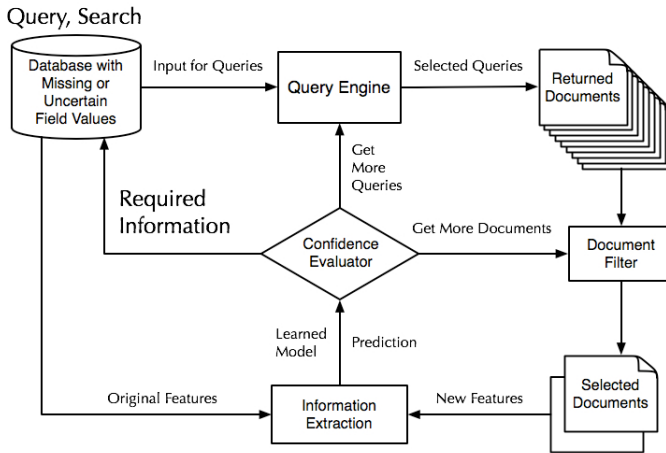 Query, Search
Database with
Missing or
Uncertain
Field Values
Input for Queries
Query Engine
Selected Queries
Returned
Documents
Get
More
Queries
Required
Information
Confidence
Evaluator
Get More Documents
Document
Filter
Learned
Model
Prediction
Original Features
Information
Extraction
New Features
Selected
Documents